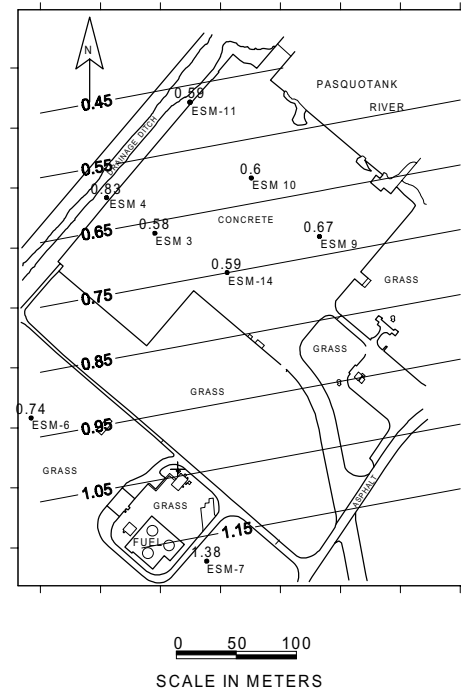 N
PASQUOTANK
RIVER
0.59
ESM-11
0.45
DRAINAGE DITCH
0.55
0.6
ESM 10
0.83
ESM 4
CONCRETE
0.58
ESM 3
0.67
ESM 9
0.65
0.59
ESM-14
GRASS
0.75
GRASS
0.85
GRASS
0.74
ESM-6
0.95
GRASS
1.05
GRASS
ASPHALT
1.15
FUEL
1.38
ESM-7
0 50 100
SCALE IN METERS